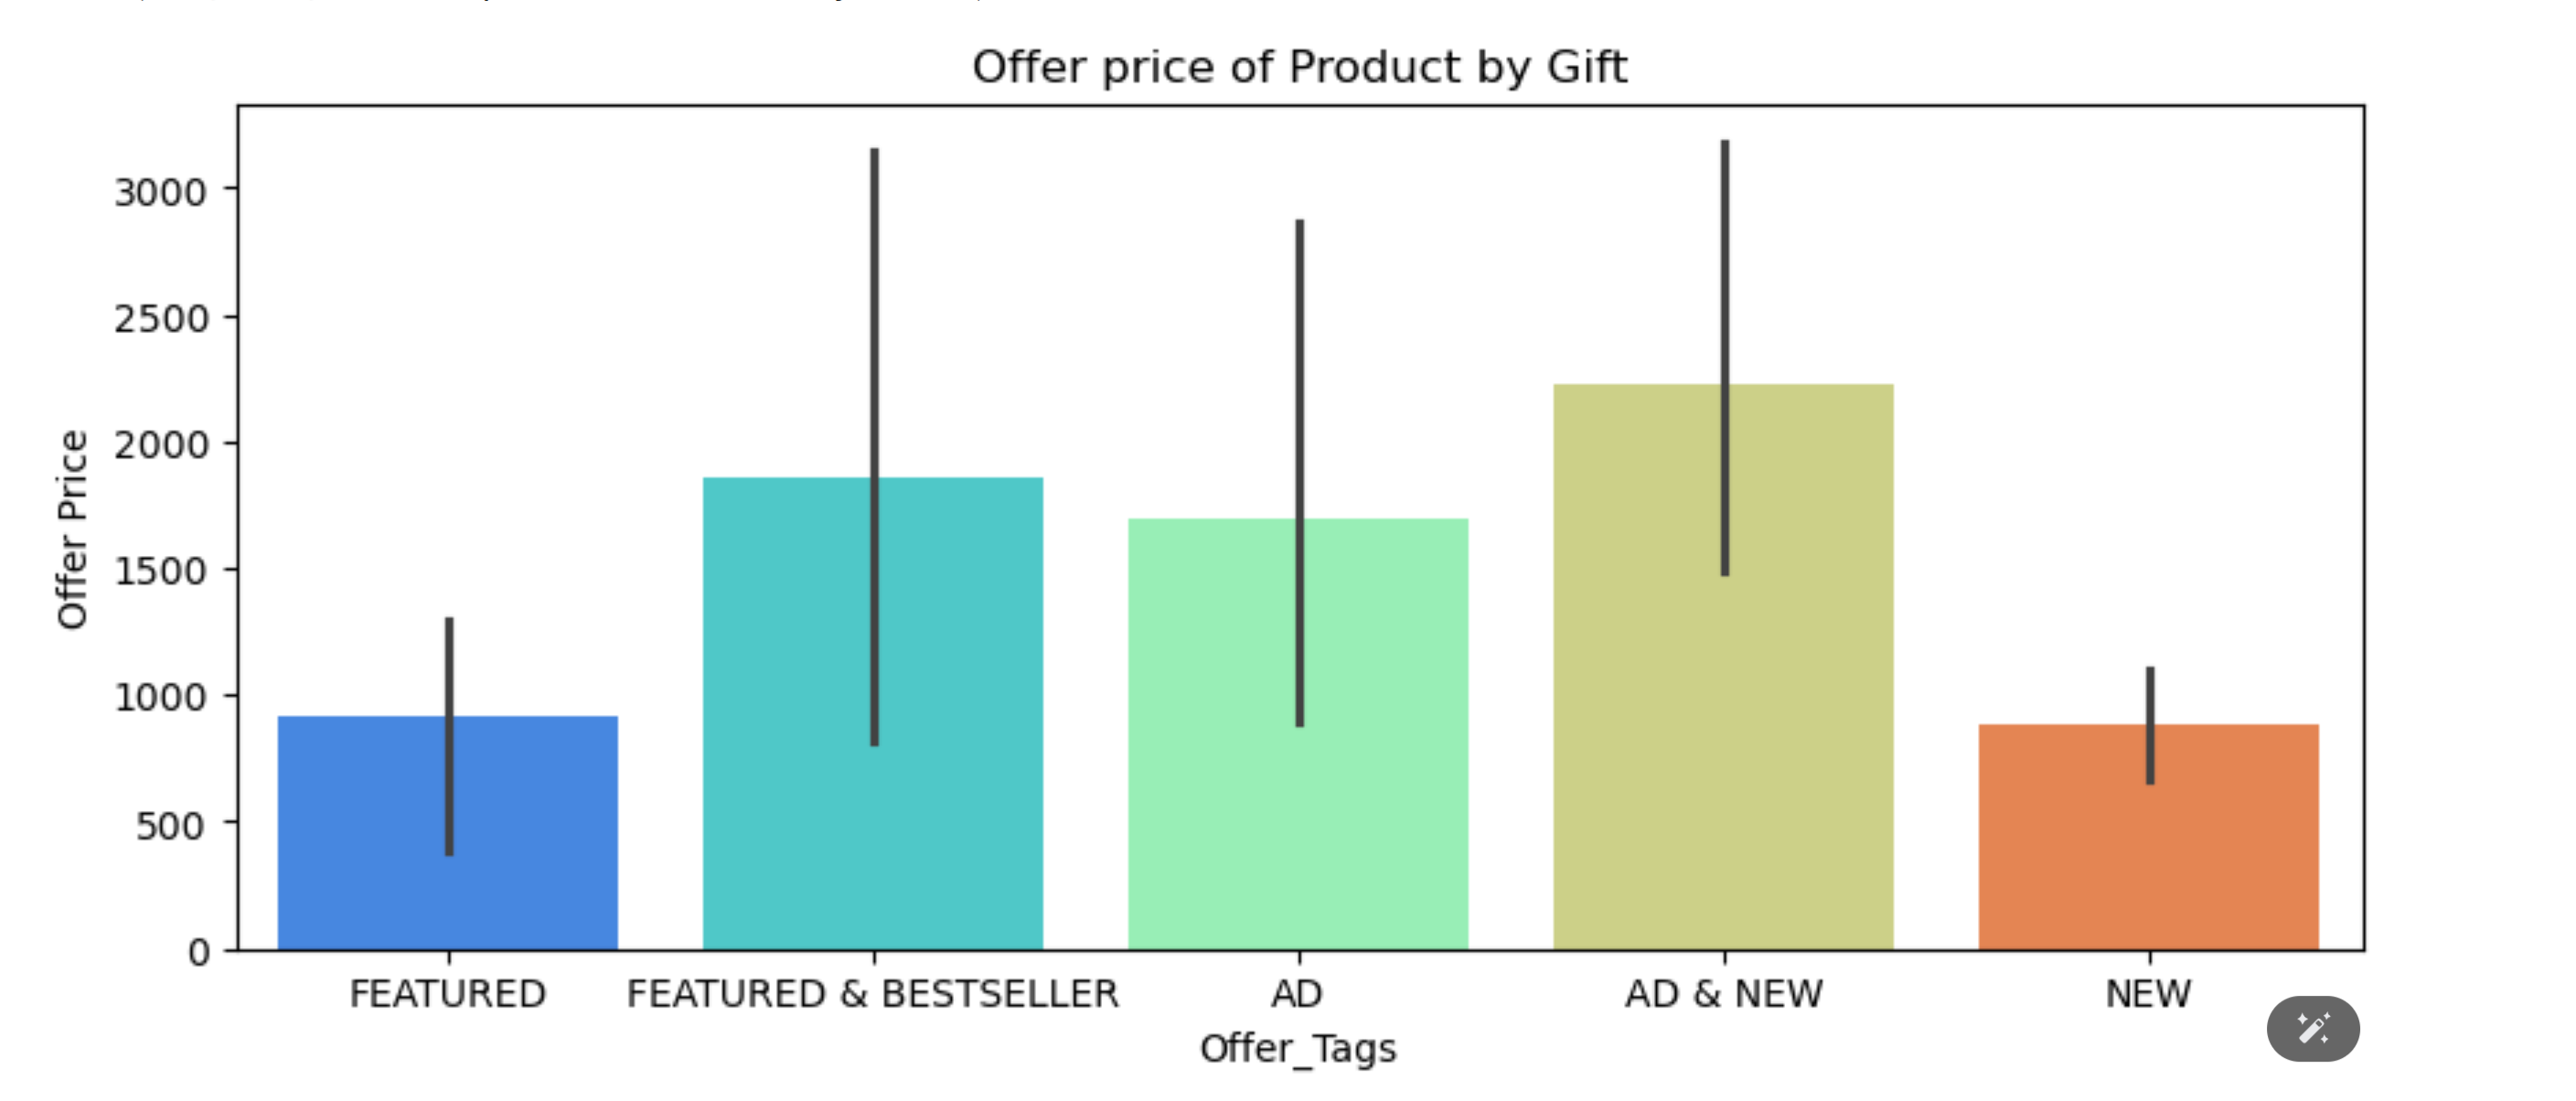 Offer price of Product by Gift
Offer Price
3000
2500
2000
1500
1000
500
0
FEATURED
FEATURED & BESTSELLER
AD
AD & NEW
NEW
Offer_Tags